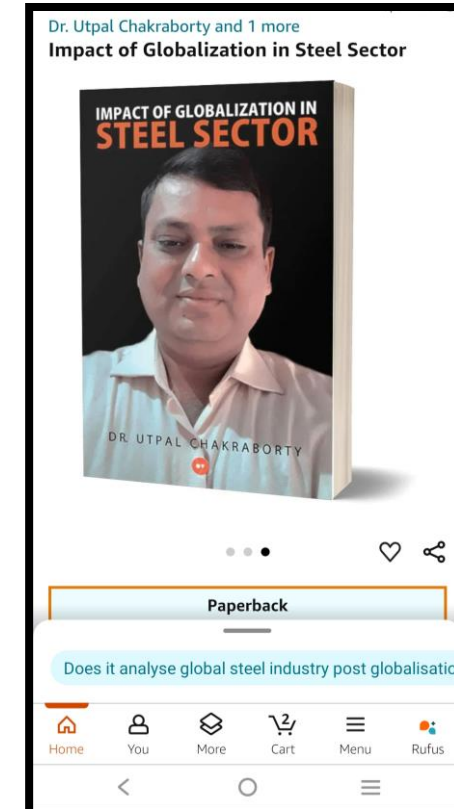 Dr. Utpal Chakraborty and 1 more
Impact of Globalization in Steel Sector
IMPACT OF GLOBALIZATION IN
STEEL SECTOR
DR. UTPAL CHAKRABORTY
Paperback
Does it analyse global steel industry post globalisatio
2
Home You More Cart Menu Rufus